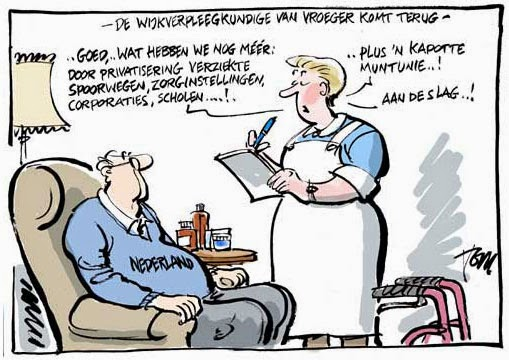 - DE WIJKVERPLEEGKUNDIGE VAN VROEGER KOMT TERUG -
..GOED,..WAT HEBBEN WE NOG MÉÉR:
DOOR PRIVATISERING VERZIEKTE
SPOORWEGEN, ZORGINSTELLINGEN,
CORPORATIES, SCHOLEN....!.
..PLUS 'N KAPOTTE
MUNTUNIE..!
AAN DE SLAG..!
NEDERLAND
TOM